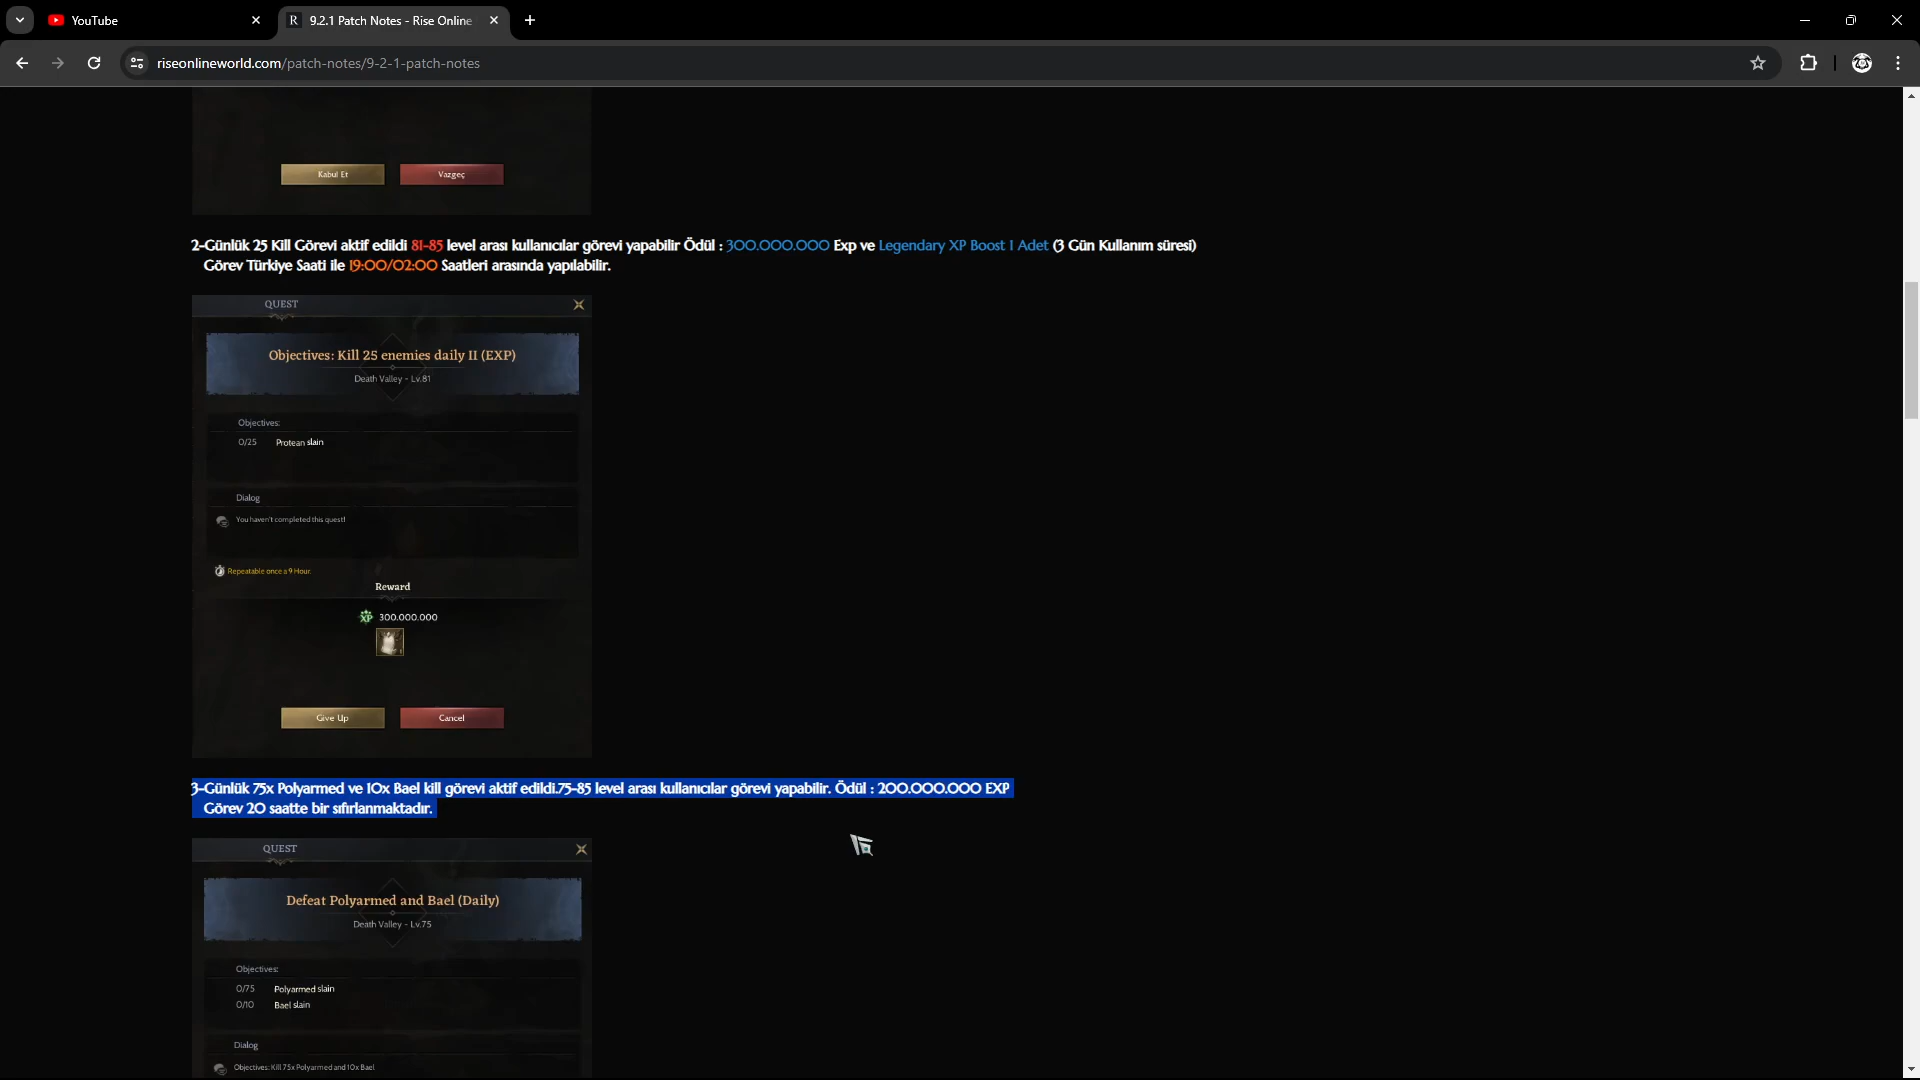 YouTube
9.2.1 Patch Notes - Rise Online
riseonlineworld.com/patch-notes/9-2-1-patch-notes
Kabul Et
Vazgeç
2-Günlük 25 Kill Görevi aktif edildi 81-85 level arası kullanıcılar görevi yapabilir Ödül : 300.000.000 Exp ve Legendary XP Boost 1 Adet (3 Gün Kullanım süresi)
Görev Türkiye Saati ile 19:00/02:00 Saatleri arasında yapılabilir.
QUEST
Objectives: Kill 25 enemies daily II (EXP)
Death Valley - Lv.81
Objectives:
0/25 Protean slain
Dialog
You haven't completed this quest!
Repeatable once a 9 Hour.
Reward
XP 300.000.000
Give Up
Cancel
3-Günlük 75x Polyarmed ve 10x Bael kill görevi aktif edildi.75-85 level arası kullanıcılar görevi yapabilir. Ödül : 200.000.000 EXP
Görev 20 saatte bir sıfırlanmaktadır.
QUEST
Defeat Polyarmed and Bael (Daily)
Death Valley - Lv.75
Objectives:
0/75 Polyarmed slain
0/10 Bael slain
Dialog
Objectives: Kill 75x Polyarmed and 10x Bael